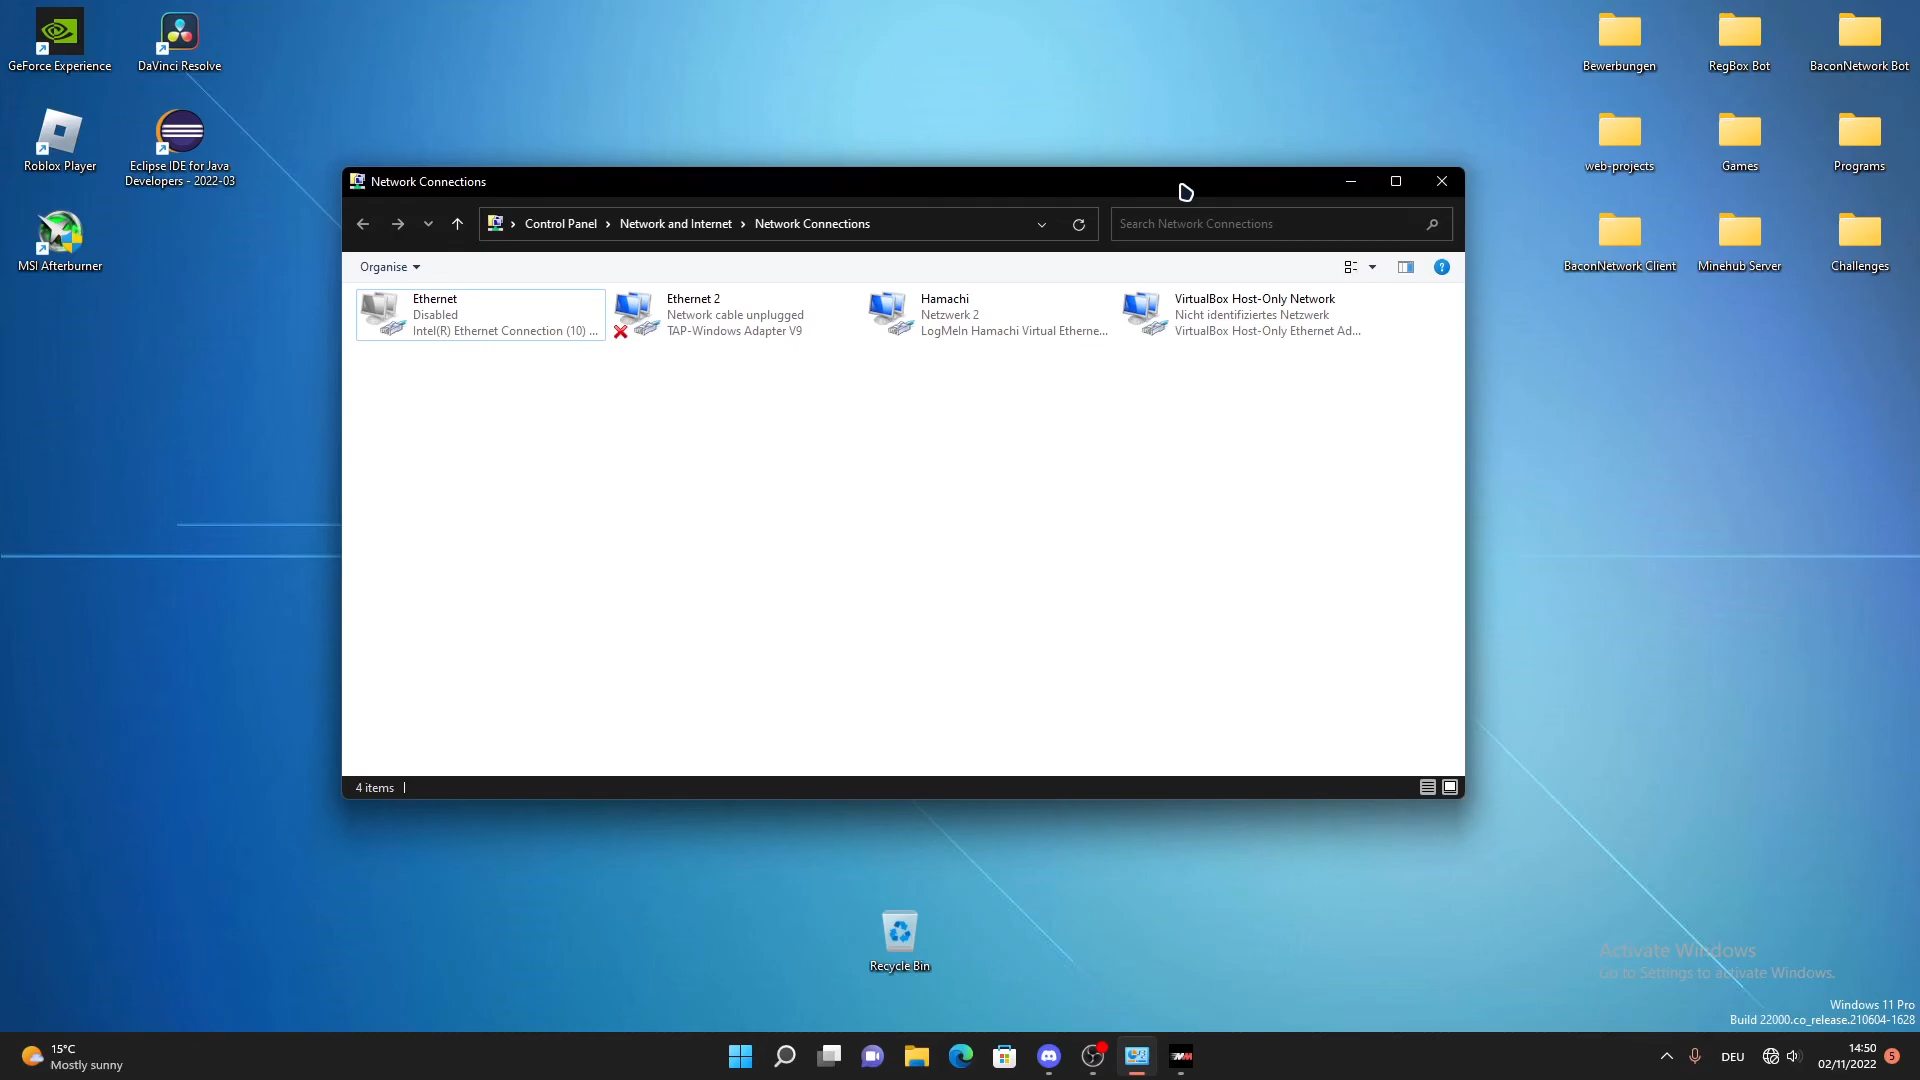 GeForce Experience
DaVinci Resolve
Bewerbungen
RegBox Bot
BaconNetwork Bot
Roblox Player
Eclipse IDE for Java
Developers - 2022-03
web-projects
Games
Programs
MSI Afterburner
BaconNetwork Client
Minehub Server
Challenges
Network Connections
Control Panel
Network and Internet
Network Connections
Search Network Connections
Organise
Ethernet
Disabled
Intel(R) Ethernet Connection (10) ...
Ethernet 2
Network cable unplugged
TAP-Windows Adapter V9
Hamachi
Netzwerk 2
LogMeIn Hamachi Virtual Etherne...
VirtualBox Host-Only Network
Nicht identifiziertes Netzwerk
VirtualBox Host-Only Ethernet Ad...
4 items
Recycle Bin
Activate Windows
Go to Settings to activate Windows.
Windows 11 Pro
Build 22000.co_release.210604-1628
15°C
Mostly sunny
DEU
14:50
02/11/2022
5